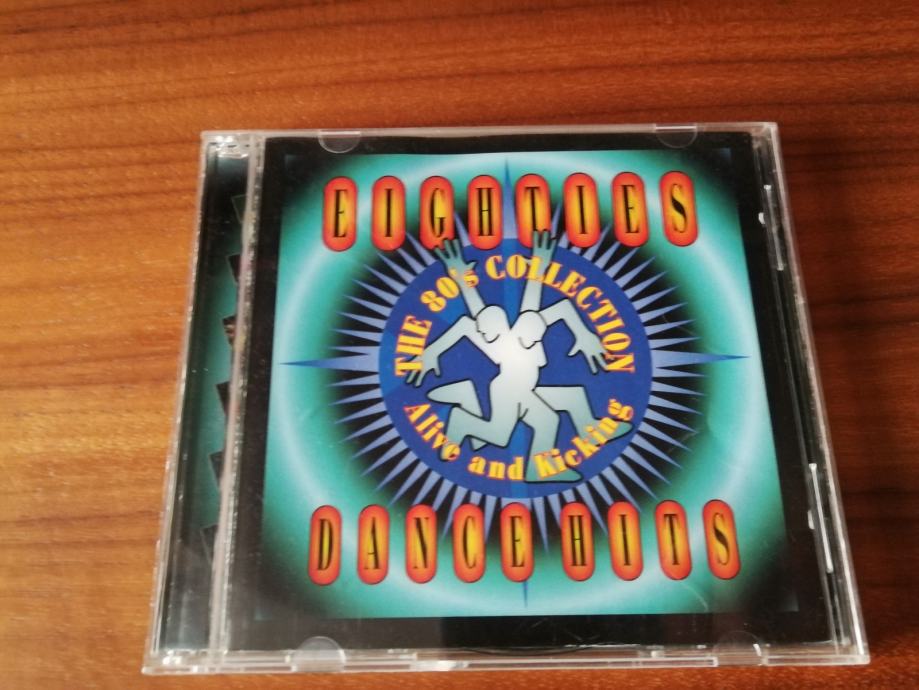 EIGHTIES
THE 80's COLLECTION
Alive and Kicking
DANCE HITS